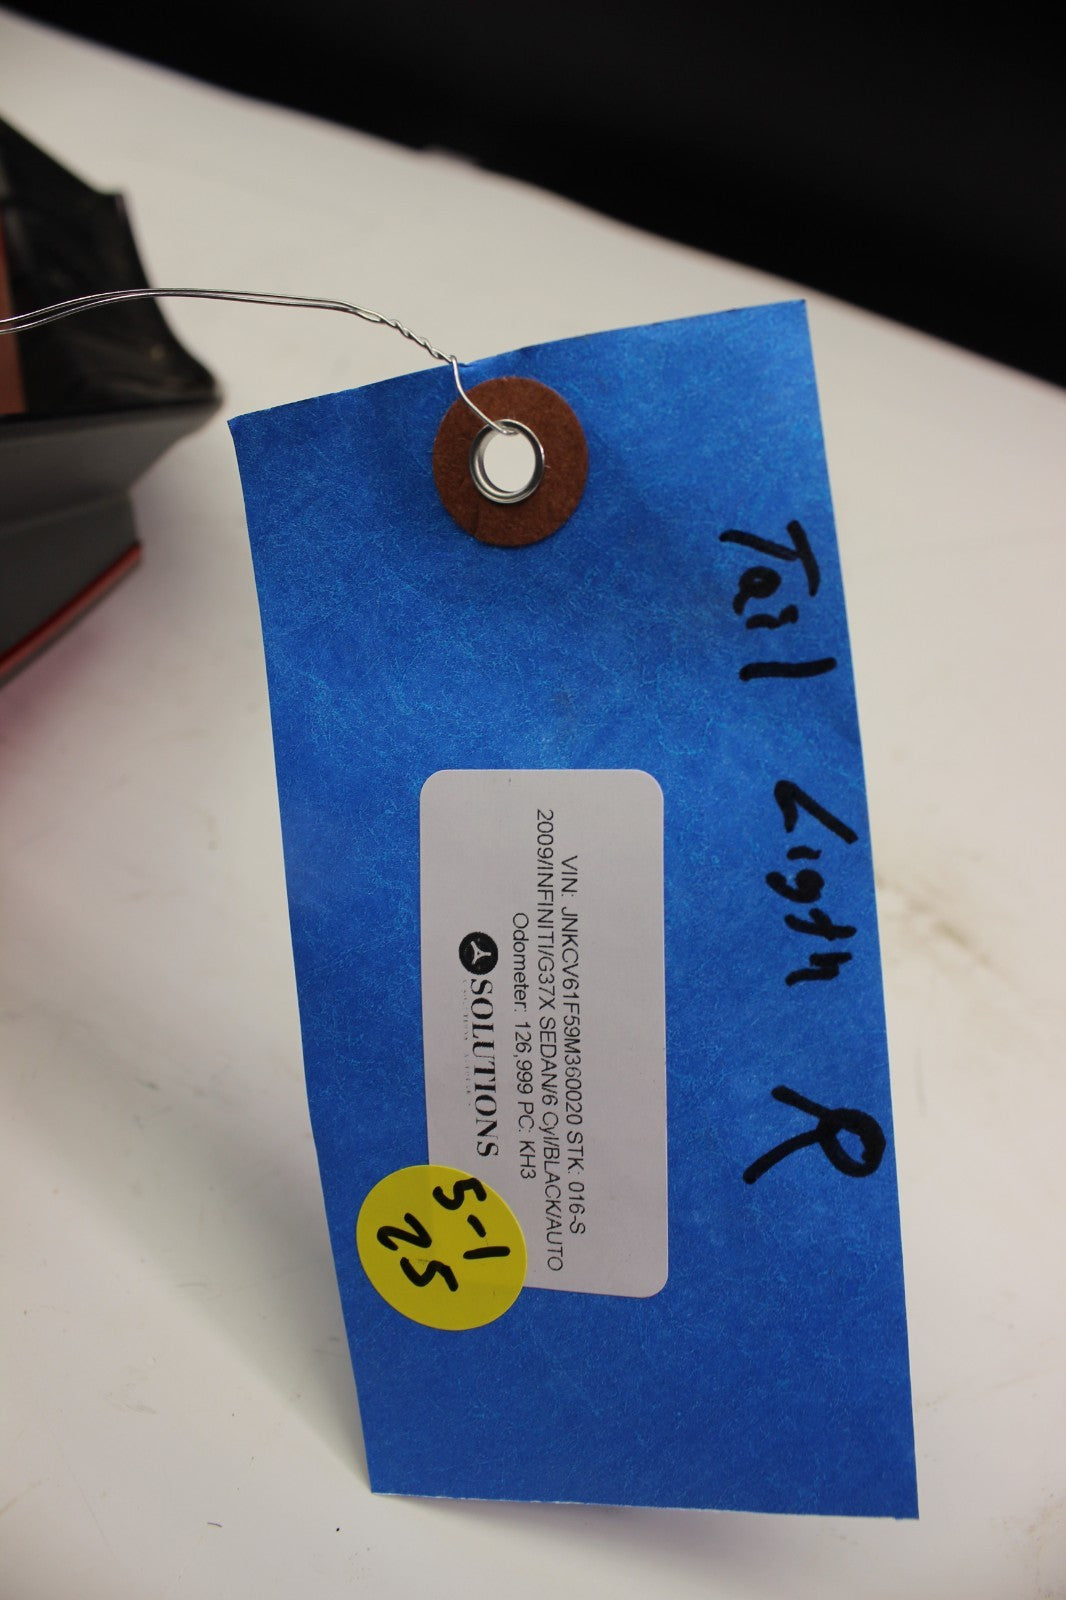 Tail Ligth R
VIN: JNKCV61F59M360020 STK: 016-S
2009/INFINITI/G37X SEDAN/6 Cyl/BLACK/AUTO
Odometer: 126,999 PC: KH3
SOLUTIONS
5-1
25